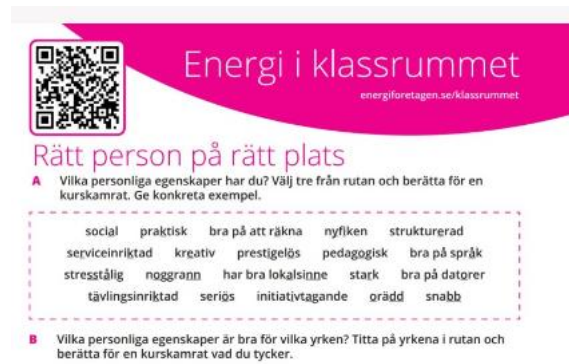 Energi i klassrummet
energiforetagen.se/klassrummet
Rätt person på rätt plats
A Vilka personliga egenskaper har du? Välj tre från rutan och berätta för en
kurskamrat. Ge konkreta exempel.
social praktisk bra på att räkna nyfiken strukturerad
serviceinriktad kreativ prestigelös pedagogisk bra på språk
stresstålig noggrann har bra lokalsinne stark bra på datorer
tävlingsinriktad seriös initiativtagande orädd snabb
B Vilka personliga egenskaper är bra för vilka yrken? Titta på yrkena i rutan och
berätta för en kurskamrat vad du tycker.